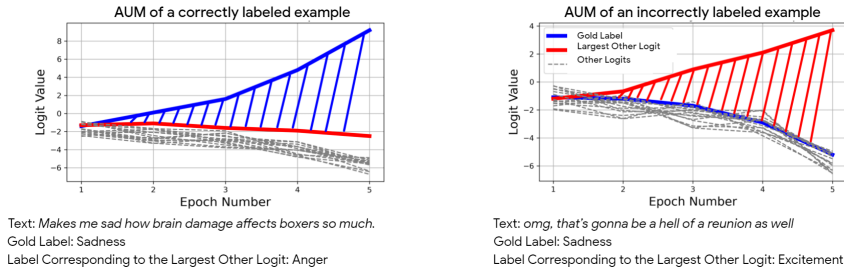 AUM of a correctly labeled example
Logit Value
8
6
4
2
0
−2
−4
−6
1 2 3 4 5
Epoch Number
Text: Makes me sad how brain damage affects boxers so much.
Gold Label: Sadness
Label Corresponding to the Largest Other Logit: Anger
AUM of an incorrectly labeled example
Gold Label
Largest Other Logit
Other Logits
Logit Value
4
2
0
−2
−4
−6
1 2 3 4 5
Epoch Number
Text: omg, that's gonna be a hell of a reunion as well
Gold Label: Sadness
Label Corresponding to the Largest Other Logit: Excitement